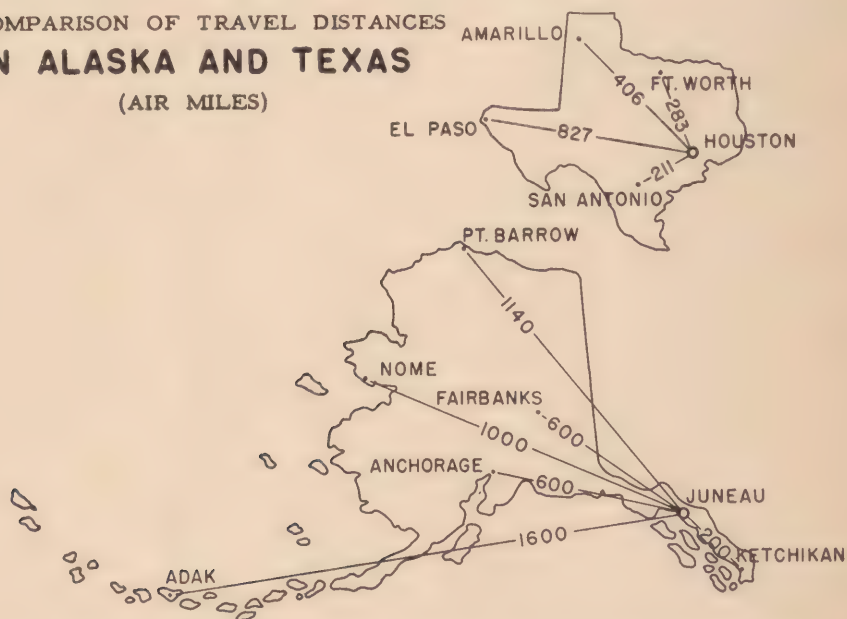 OMPARISON OF TRAVEL DISTANCES
N ALASKA AND TEXAS
(AIR MILES)
AMARILLO
FT. WORTH
406
283
EL PASO
827
HOUSTON
211
SAN ANTONIO
PT. BARROW
1140
NOME
FAIRBANKS
600
1000
ANCHORAGE
600
JUNEAU
1600
200
KETCHIKAN
ADAK